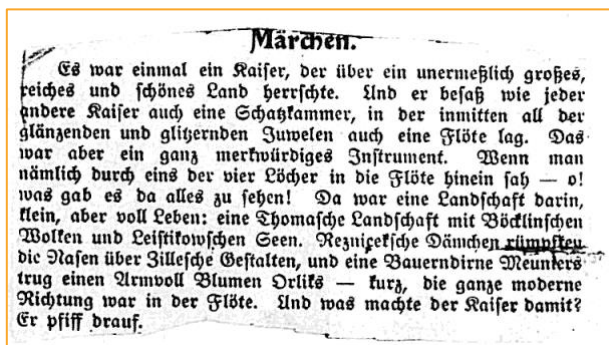 Märchen.
Es war einmal ein Kaiser, der über ein unermeßlich großes,
reiches und schönes Land herrschte. Und er besaß wie jeder
andere Kaiser auch eine Schatzkammer, in der inmitten all der
glänzenden und glitzernden Juwelen auch eine Flöte lag. Das
war aber ein ganz merkwürdiges Instrument. Wenn man
nämlich durch eins der vier Löcher in die Flöte hinein sah — o!
was gab es da alles zu sehen! Da war eine Landschaft darin,
klein, aber voll Leben: eine Thomasche Landschaft mit Böcklinschen
Wolken und Leistikowschen Seen. Rezniceksche Dämchen rümpften
die Nasen über Zillesche Gestalten, und eine Bauerndirne Meuniers
trug einen Armvoll Blumen Orliks — kurz, die ganze moderne
Richtung war in der Flöte. Und was machte der Kaiser damit?
Er pfiff drauf.